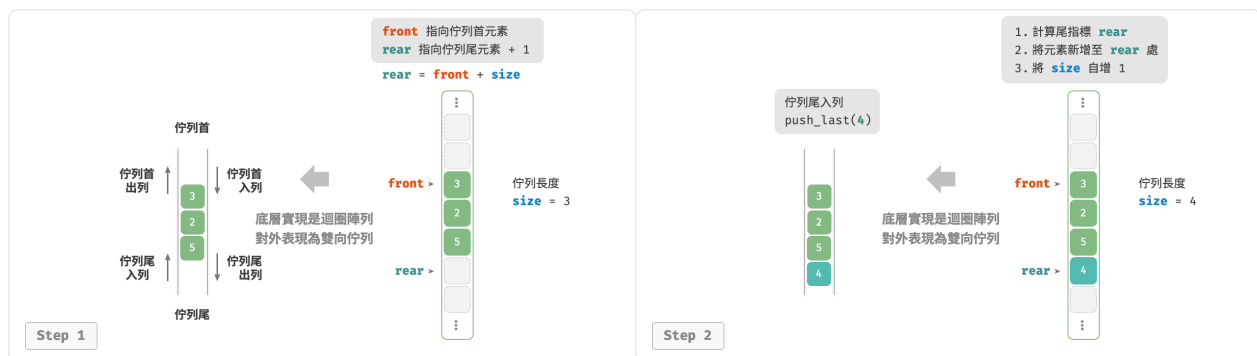 front 指向佇列首元素
rear 指向佇列尾元素 + 1
rear = front + size
佇列首
佇列首
出列
佇列首
入列
3
2
5
佇列尾
入列
佇列尾
出列
佇列尾
底層實現是迴圈陣列
對外表現為雙向佇列
front
3
2
5
rear
佇列長度
size = 3
Step 1
1. 計算尾指標 rear
2. 將元素新增至 rear 處
3. 將 size 自增 1
佇列尾入列
push_last(4)
3
2
5
4
底層實現是迴圈陣列
對外表現為雙向佇列
front
3
2
5
rear
4
佇列長度
size = 4
Step 2